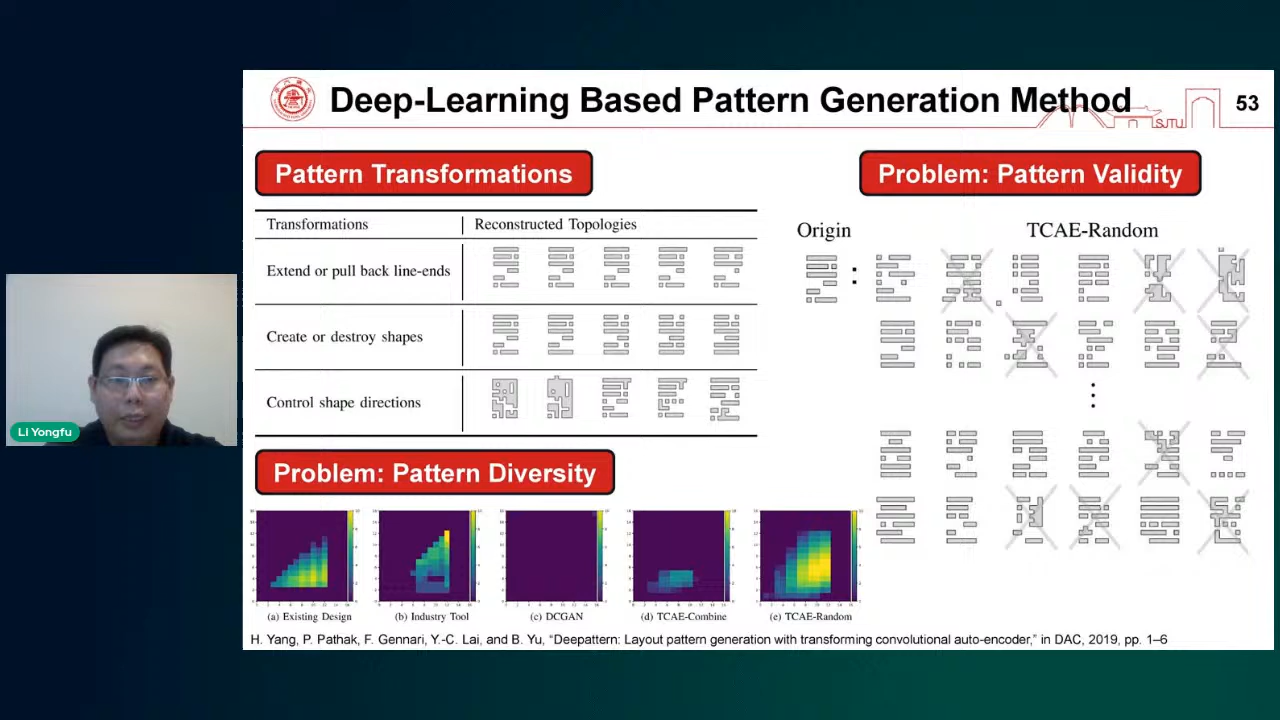 Deep-Learning Based Pattern Generation Method
53
SJTU
Pattern Transformations
Problem: Pattern Validity
Transformations
Reconstructed Topologies
Extend or pull back line-ends
Create or destroy shapes
Control shape directions
Origin
TCAE-Random
Li Yongfu
Problem: Pattern Diversity
(a) Existing Design
(b) Industry Tool
(c) DCGAN
(d) TCAE-Combine
(e) TCAE-Random
H. Yang, P. Pathak, F. Gennari, Y.-C. Lai, and B. Yu, “Deepattern: Layout pattern generation with transforming convolutional auto-encoder,” in DAC, 2019, pp. 1–6